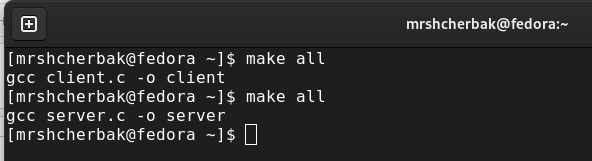 mrshcherbak@fedora:~
[mrshcherbak@fedora ~]$ make all
gcc client.c -o client
[mrshcherbak@fedora ~]$ make all
gcc server.c -o server
[mrshcherbak@fedora ~]$